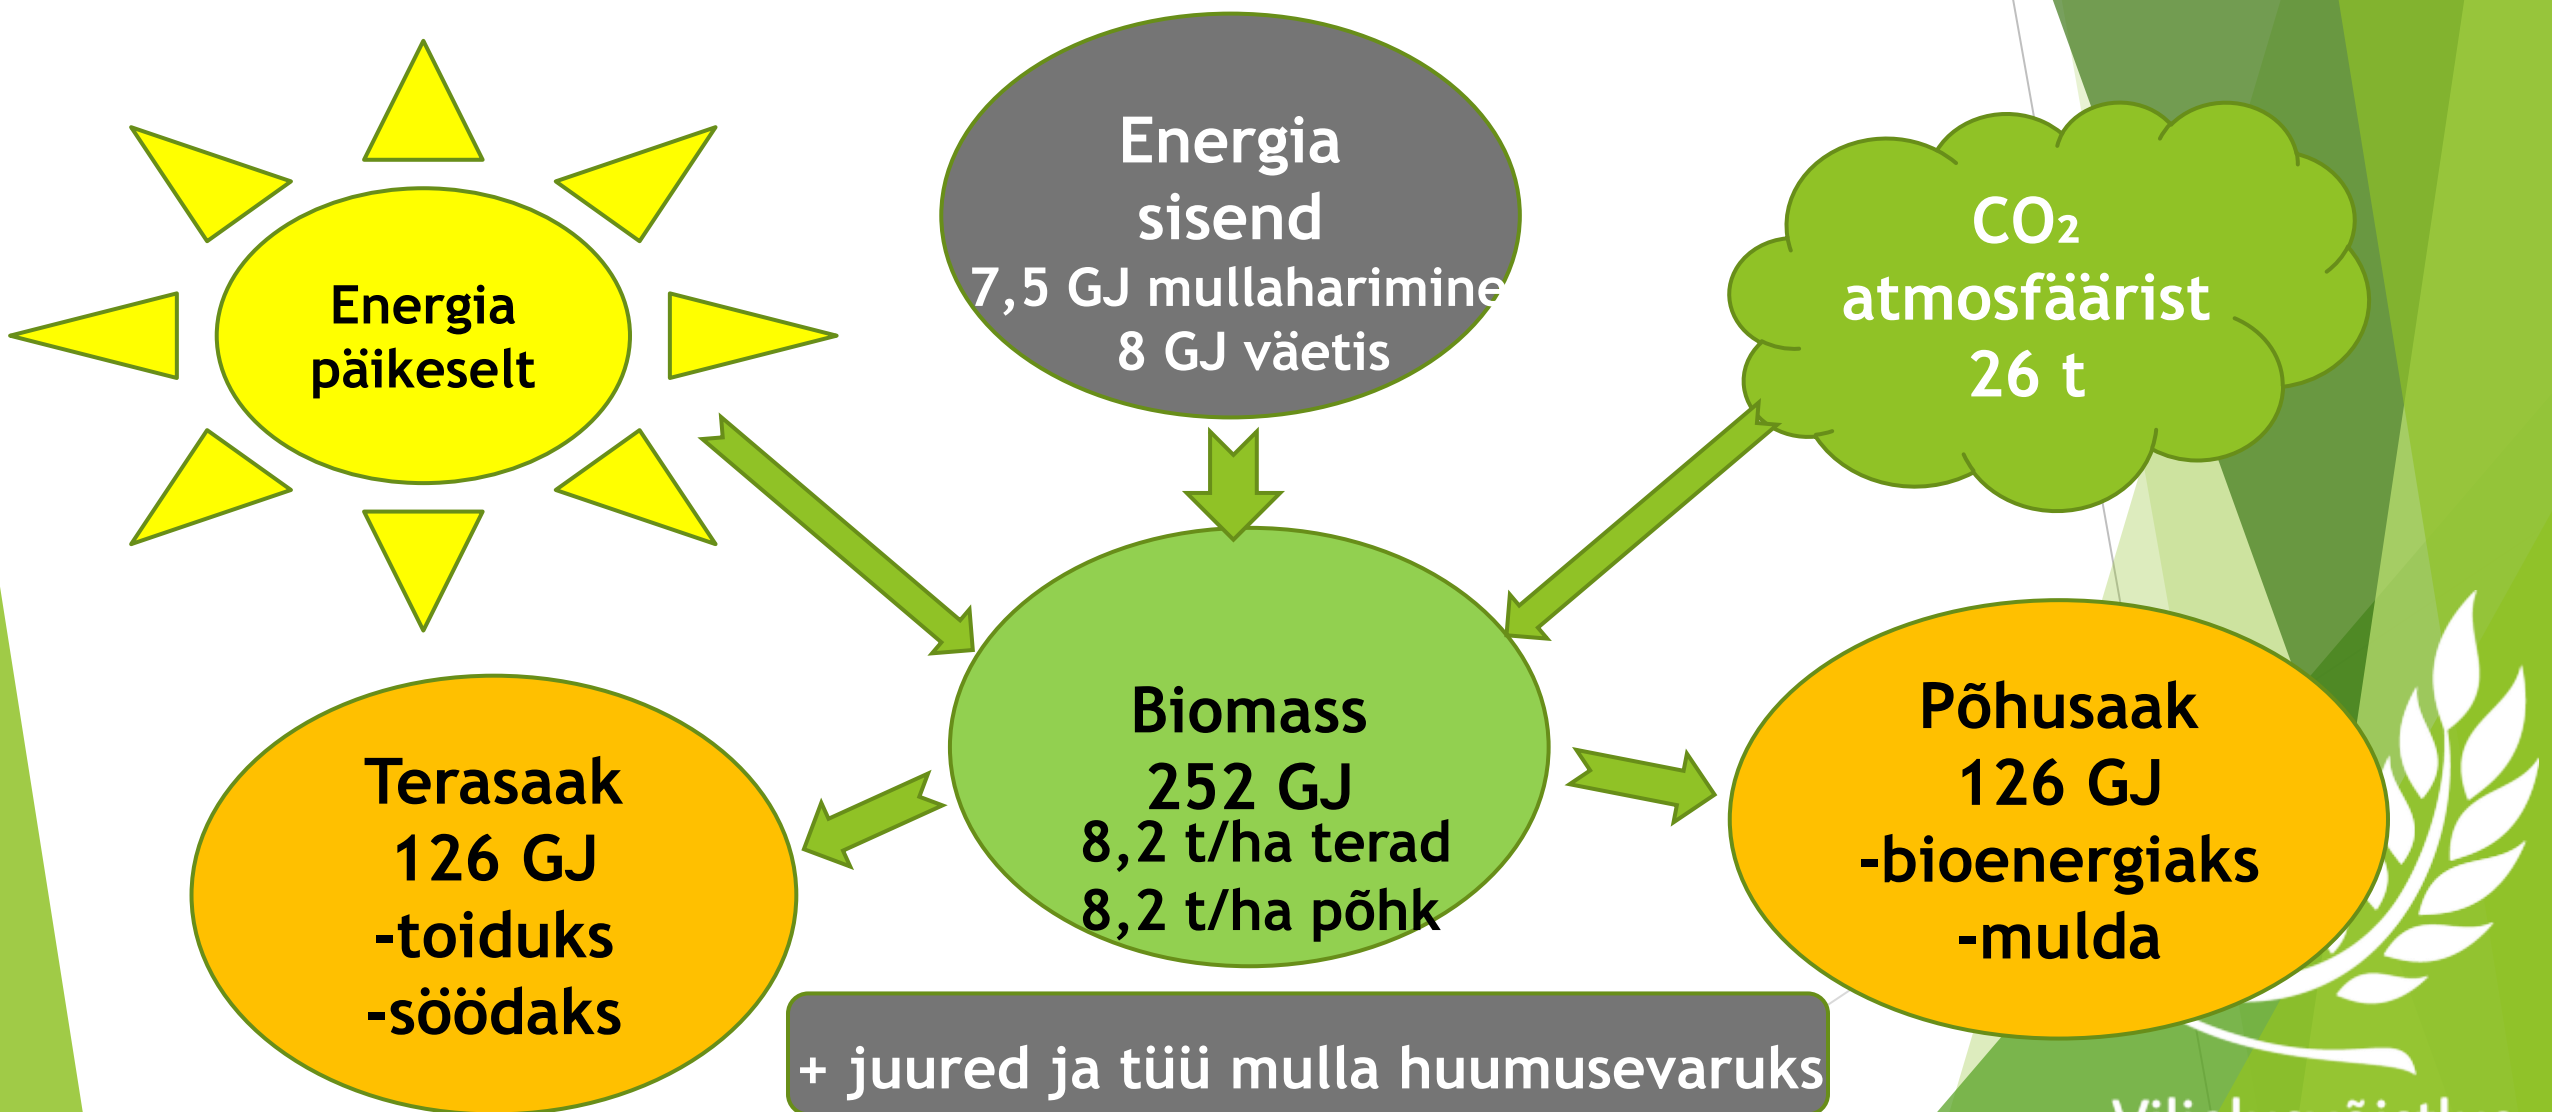 Energia
päikeselt
Energia
sisend
7,5 GJ mullaharimine
8 GJ väetis
CO₂
atmosfäärist
26 t
Biomass
252 GJ
8,2 t/ha terad
8,2 t/ha põhk
Terasaak
126 GJ
-toiduks
-söödaks
Põhusaak
126 GJ
-bioenergiaks
-mulda
+ juured ja tüü mulla huumusevaruks